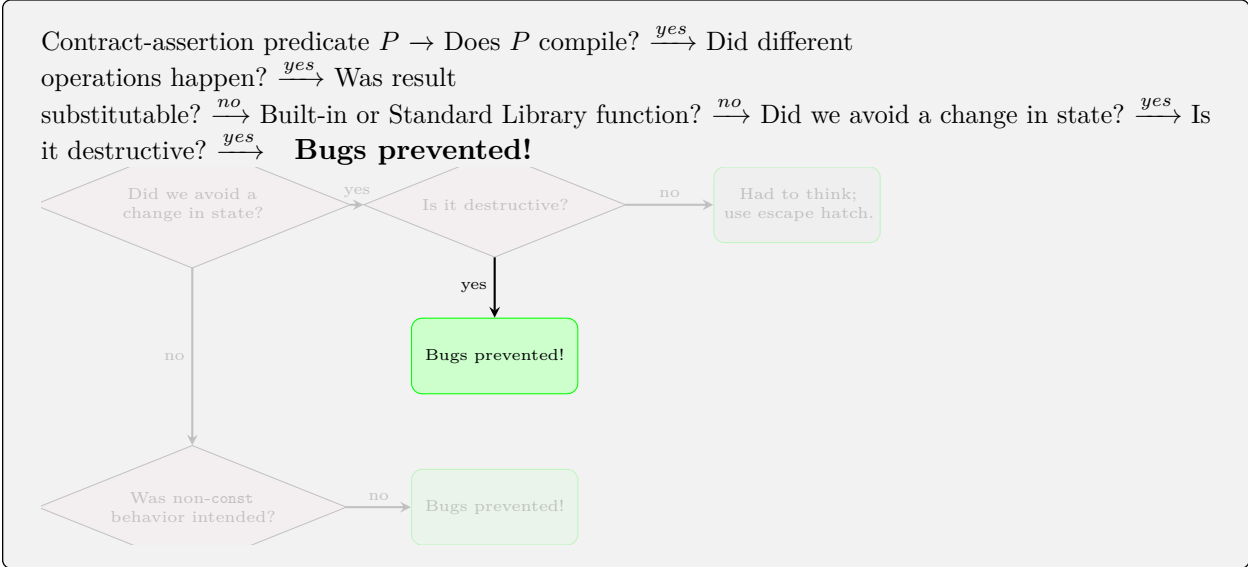 Contract-assertion predicate P → Does P compile? yes→ Did different
operations happen? yes→ Was result
substitutable? no→ Built-in or Standard Library function? no→ Did we avoid a change in state? yes→ Is
it destructive? yes→ Bugs prevented!
Did we avoid a
change in state?
yes
Is it destructive?
no
Had to think;
use escape hatch.
yes
Bugs prevented!
no
Was non-const
behavior intended?
no
Bugs prevented!